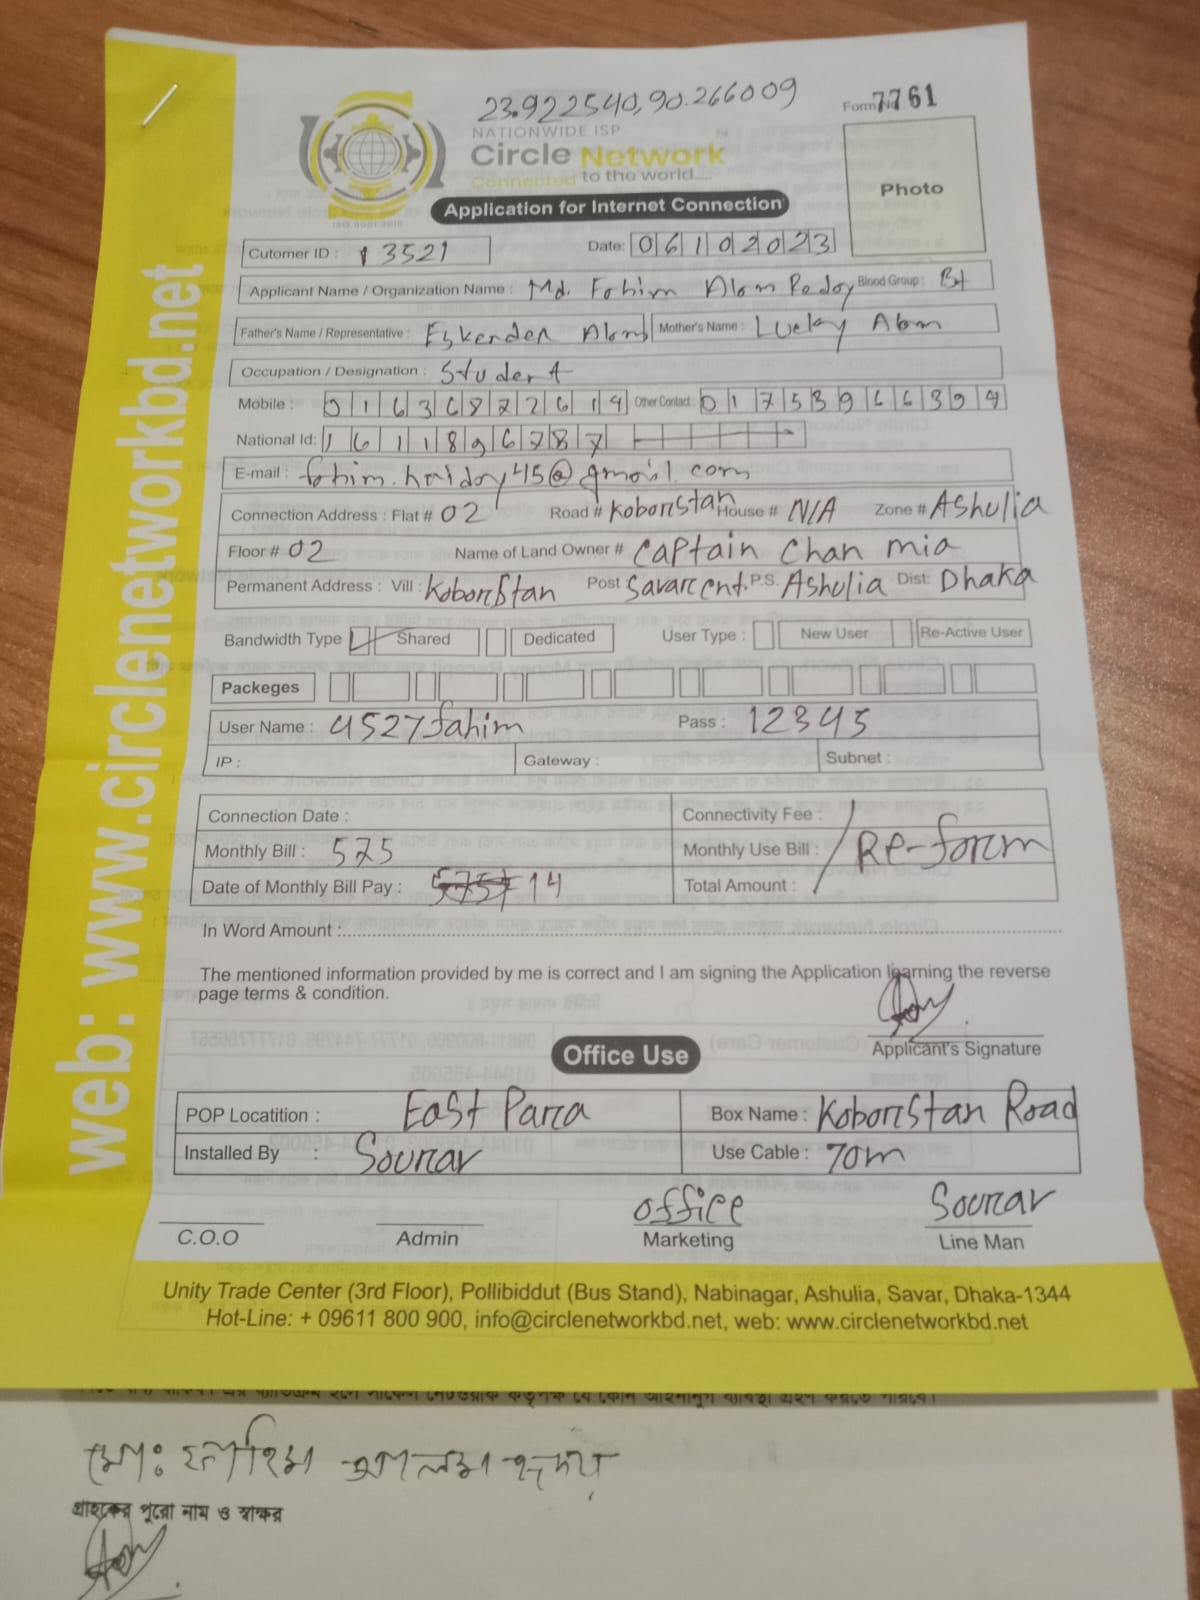 23.922540,90.266009
Form No: 7761
NATIONWIDE ISP
Circle Network
Connected to the world....
ISO 9001:2015
Photo
Application for Internet Connection
Cutomer ID : 13521 Date: 06102023
Applicant Name / Organization Name : Md. Fahim Alam Redoy Blood Group : B+
Father's Name / Representative : Eskender Alam Mother's Name : Lucky Alam
Occupation / Designation : Student
Mobile : Other Contact :
National Id:
E-mail : @gmail.com
Connection Address : Flat # 02 Road # Koborstan House # N/A Zone # Ashulia
Floor # 02 Name of Land Owner # Captain Chan mia
Permanent Address : Vill : Koborstan Post Savar cnt. P.S. Ashulia Dist: Dhaka
Bandwidth Type Shared Dedicated User Type : New User Re-Active User
Packeges
User Name : 4527fahim Pass : 12345
IP : Gateway : Subnet :
Connection Date : Connectivity Fee :
Monthly Bill : 575 Monthly Use Bill : Re-form
Date of Monthly Bill Pay : 14 Total Amount :
In Word Amount :
The mentioned information provided by me is correct and I am signing the Application learning the reverse
page terms & condition.
Applicant's Signature
Office Use
POP Locatition : East Para Box Name : Koborstan Road
Installed By : Sourav Use Cable : 70m
office Sourav
C.O.O Admin Marketing Line Man
Unity Trade Center (3rd Floor), Pollibiddut (Bus Stand), Nabinagar, Ashulia, Savar, Dhaka-1344
Hot-Line: + 09611 800 900, info@circlenetworkbd.net, web: www.circlenetworkbd.net
web: www.circlenetworkbd.net
মোঃ ফাহিম আলম হৃদয়
গ্রাহকের পুরো নাম ও স্বাক্ষর